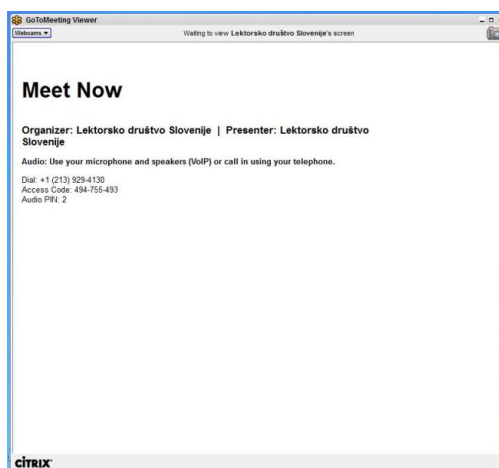 GoToMeeting Viewer
Webcams
Waiting to view Lektorsko društvo Slovenije's screen
Meet Now
Organizer: Lektorsko društvo Slovenije | Presenter: Lektorsko društvo
Slovenije
Audio: Use your microphone and speakers (VoIP) or call in using your telephone.
Dial: +1 (213) 929-4130
Access Code: 494-755-493
Audio PIN: 2
CİTRIX